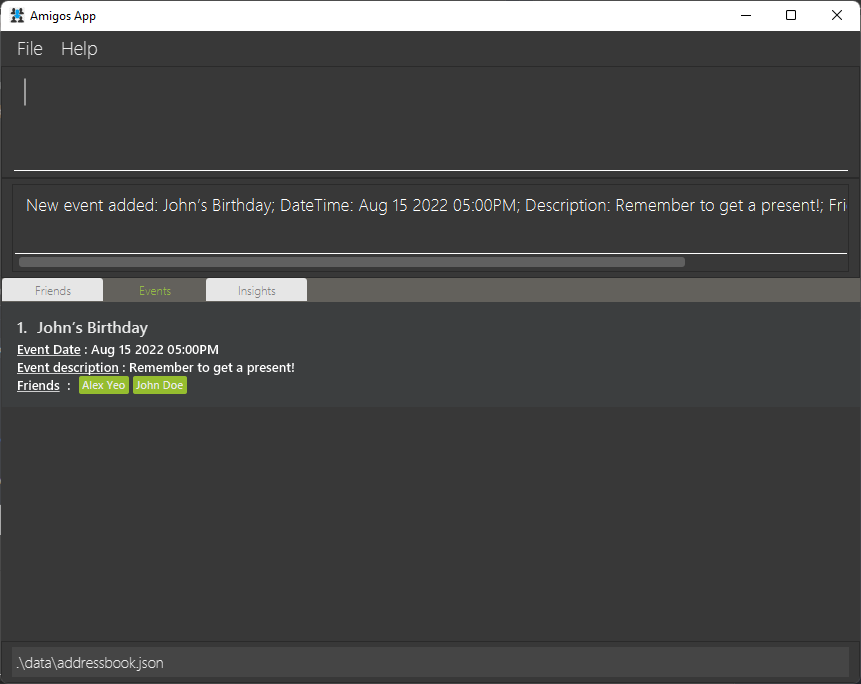 Amigos App
File Help
New event added: John's Birthday; DateTime: Aug 15 2022 05:00PM; Description: Remember to get a present!; Fri
Friends Events Insights
1. John's Birthday
Event Date : Aug 15 2022 05:00PM
Event description : Remember to get a present!
Friends : Alex Yeo John Doe
.\data\addressbook.json